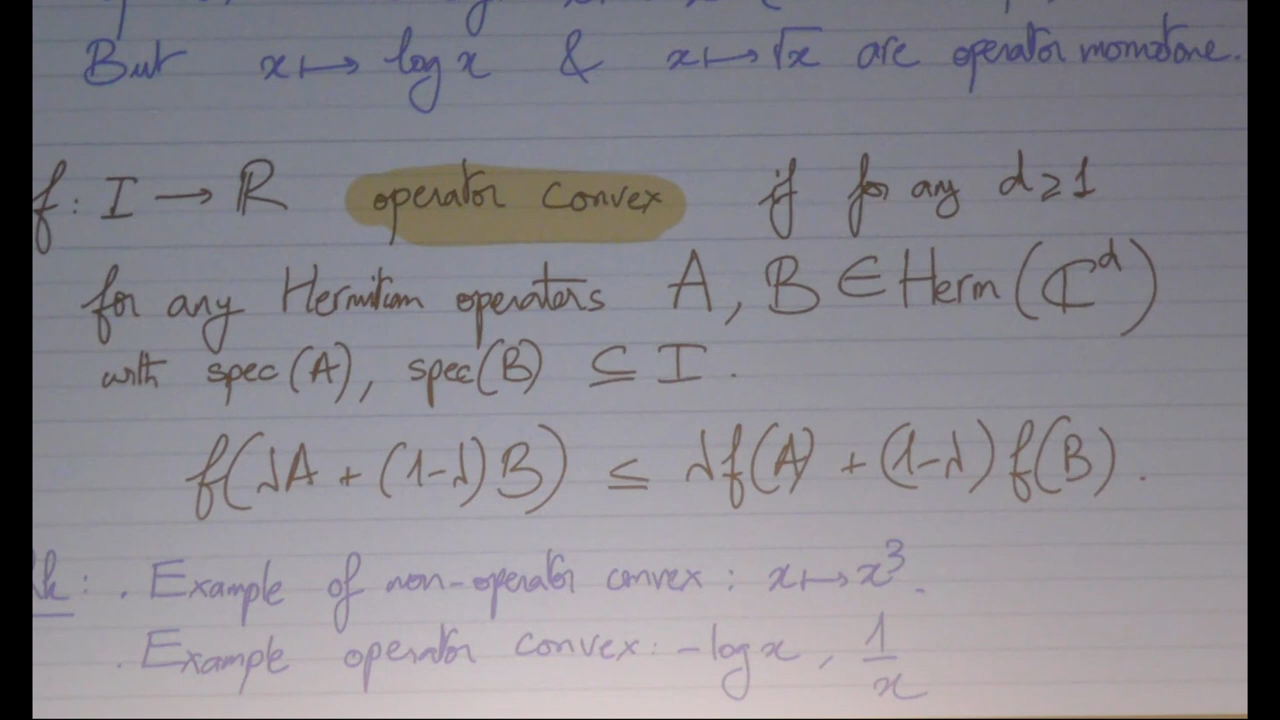 But x ↦ log x & x ↦ √x are operator monotone.
f: I → ℝ operator convex if for any d ≥ 1
for any Hermitian operators A, B ∈ Herm(ℂ^d)
with spec(A), spec(B) ⊆ I.
f(λA + (1-λ)B) ≤ λf(A) + (1-λ)f(B).
. Example of non-operator convex: x ↦ x³.
. Example operator convex: -log x, 1/x